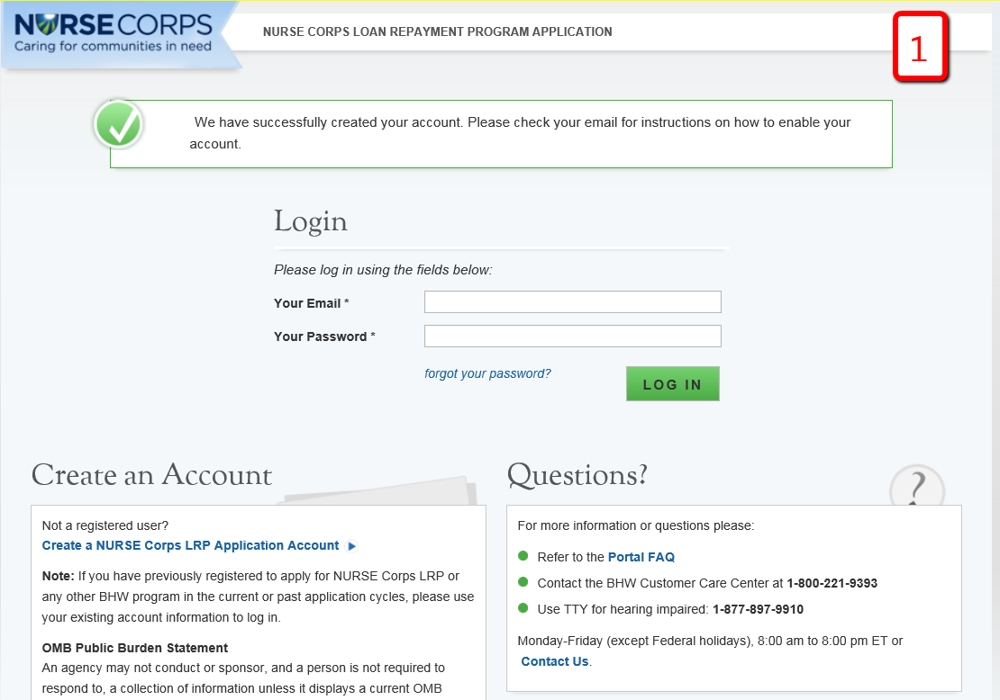 NURSE CORPS
Caring for communities in need
NURSE CORPS LOAN REPAYMENT PROGRAM APPLICATION
1
We have successfully created your account. Please check your email for instructions on how to enable your
account.
Login
Please log in using the fields below:
Your Email *
Your Password *
forgot your password?
LOG IN
Create an Account
Not a registered user?
Create a NURSE Corps LRP Application Account
Note: If you have previously registered to apply for NURSE Corps LRP or
any other BHW program in the current or past application cycles, please use
your existing account information to log in.
OMB Public Burden Statement
An agency may not conduct or sponsor, and a person is not required to
respond to, a collection of information unless it displays a current OMB
Questions?
?
For more information or questions please:
Refer to the Portal FAQ
Contact the BHW Customer Care Center at 1-800-221-9393
Use TTY for hearing impaired: 1-877-897-9910
Monday-Friday (except Federal holidays), 8:00 am to 8:00 pm ET or
Contact Us.